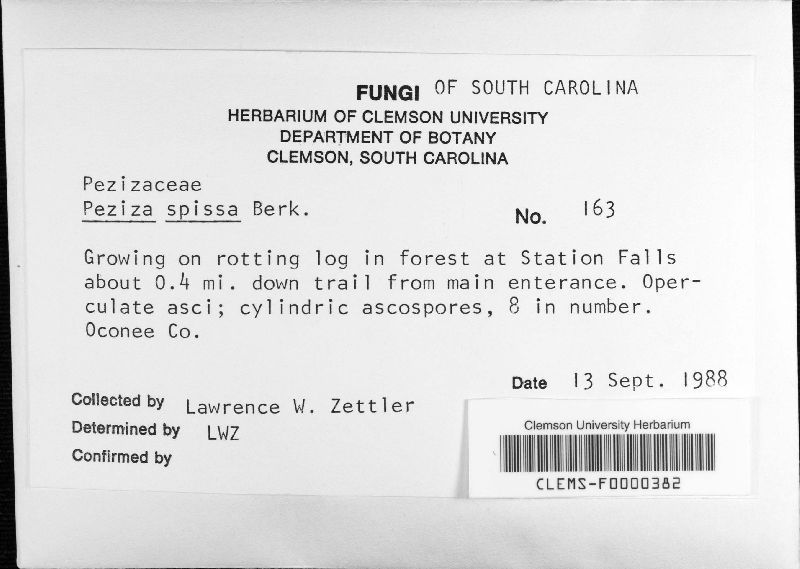 FUNGI OF SOUTH CAROLINA
HERBARIUM OF CLEMSON UNIVERSITY
DEPARTMENT OF BOTANY
CLEMSON, SOUTH CAROLINA
Pezizaceae
Peziza spissa Berk. No. 163
Growing on rotting log in forest at Station Falls
about 0.4 mi. down trail from main enterance. Oper-
culate asci; cylindric ascospores, 8 in number.
Oconee Co.
Date 13 Sept. 1988
Collected by Lawrence W. Zettler
Determined by LWZ
Confirmed by
Clemson University Herbarium
CLEMS-F0000382